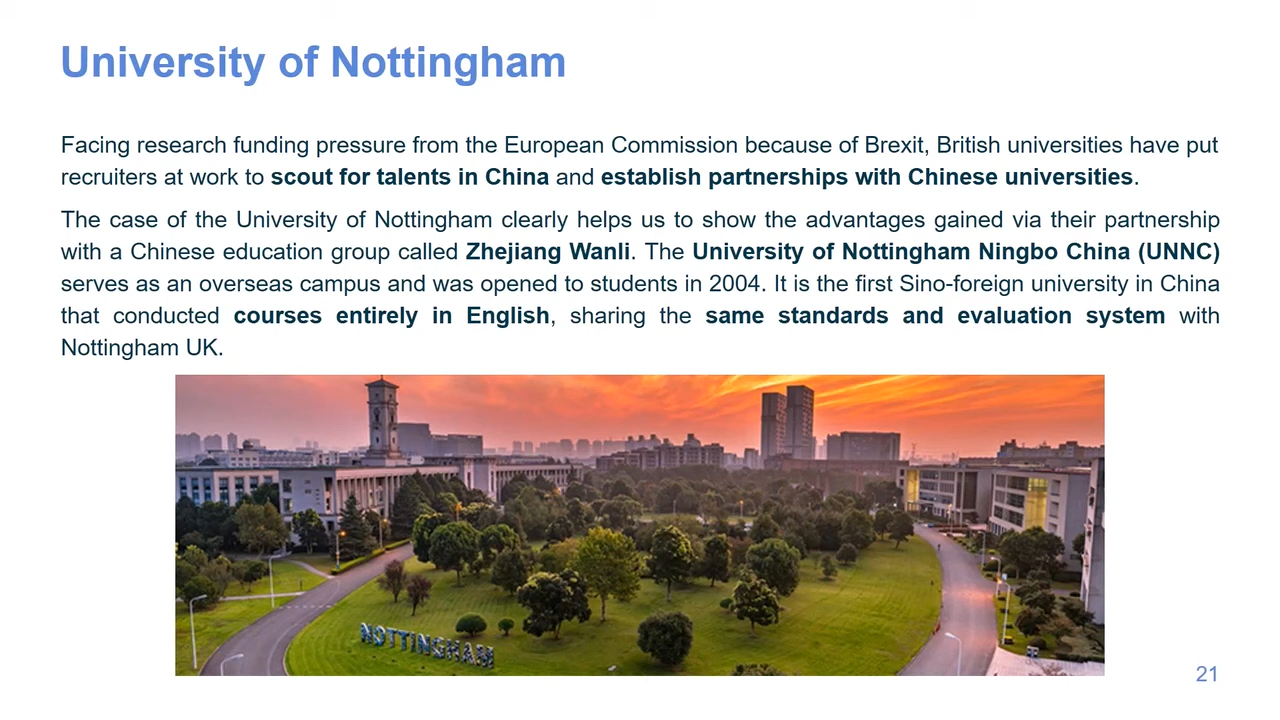 University of Nottingham
Facing research funding pressure from the European Commission because of Brexit, British universities have put
recruiters at work to scout for talents in China and establish partnerships with Chinese universities.
The case of the University of Nottingham clearly helps us to show the advantages gained via their partnership
with a Chinese education group called Zhejiang Wanli. The University of Nottingham Ningbo China (UNNC)
serves as an overseas campus and was opened to students in 2004. It is the first Sino-foreign university in China
that conducted courses entirely in English, sharing the same standards and evaluation system with
Nottingham UK.
NOTTINGHAM
21